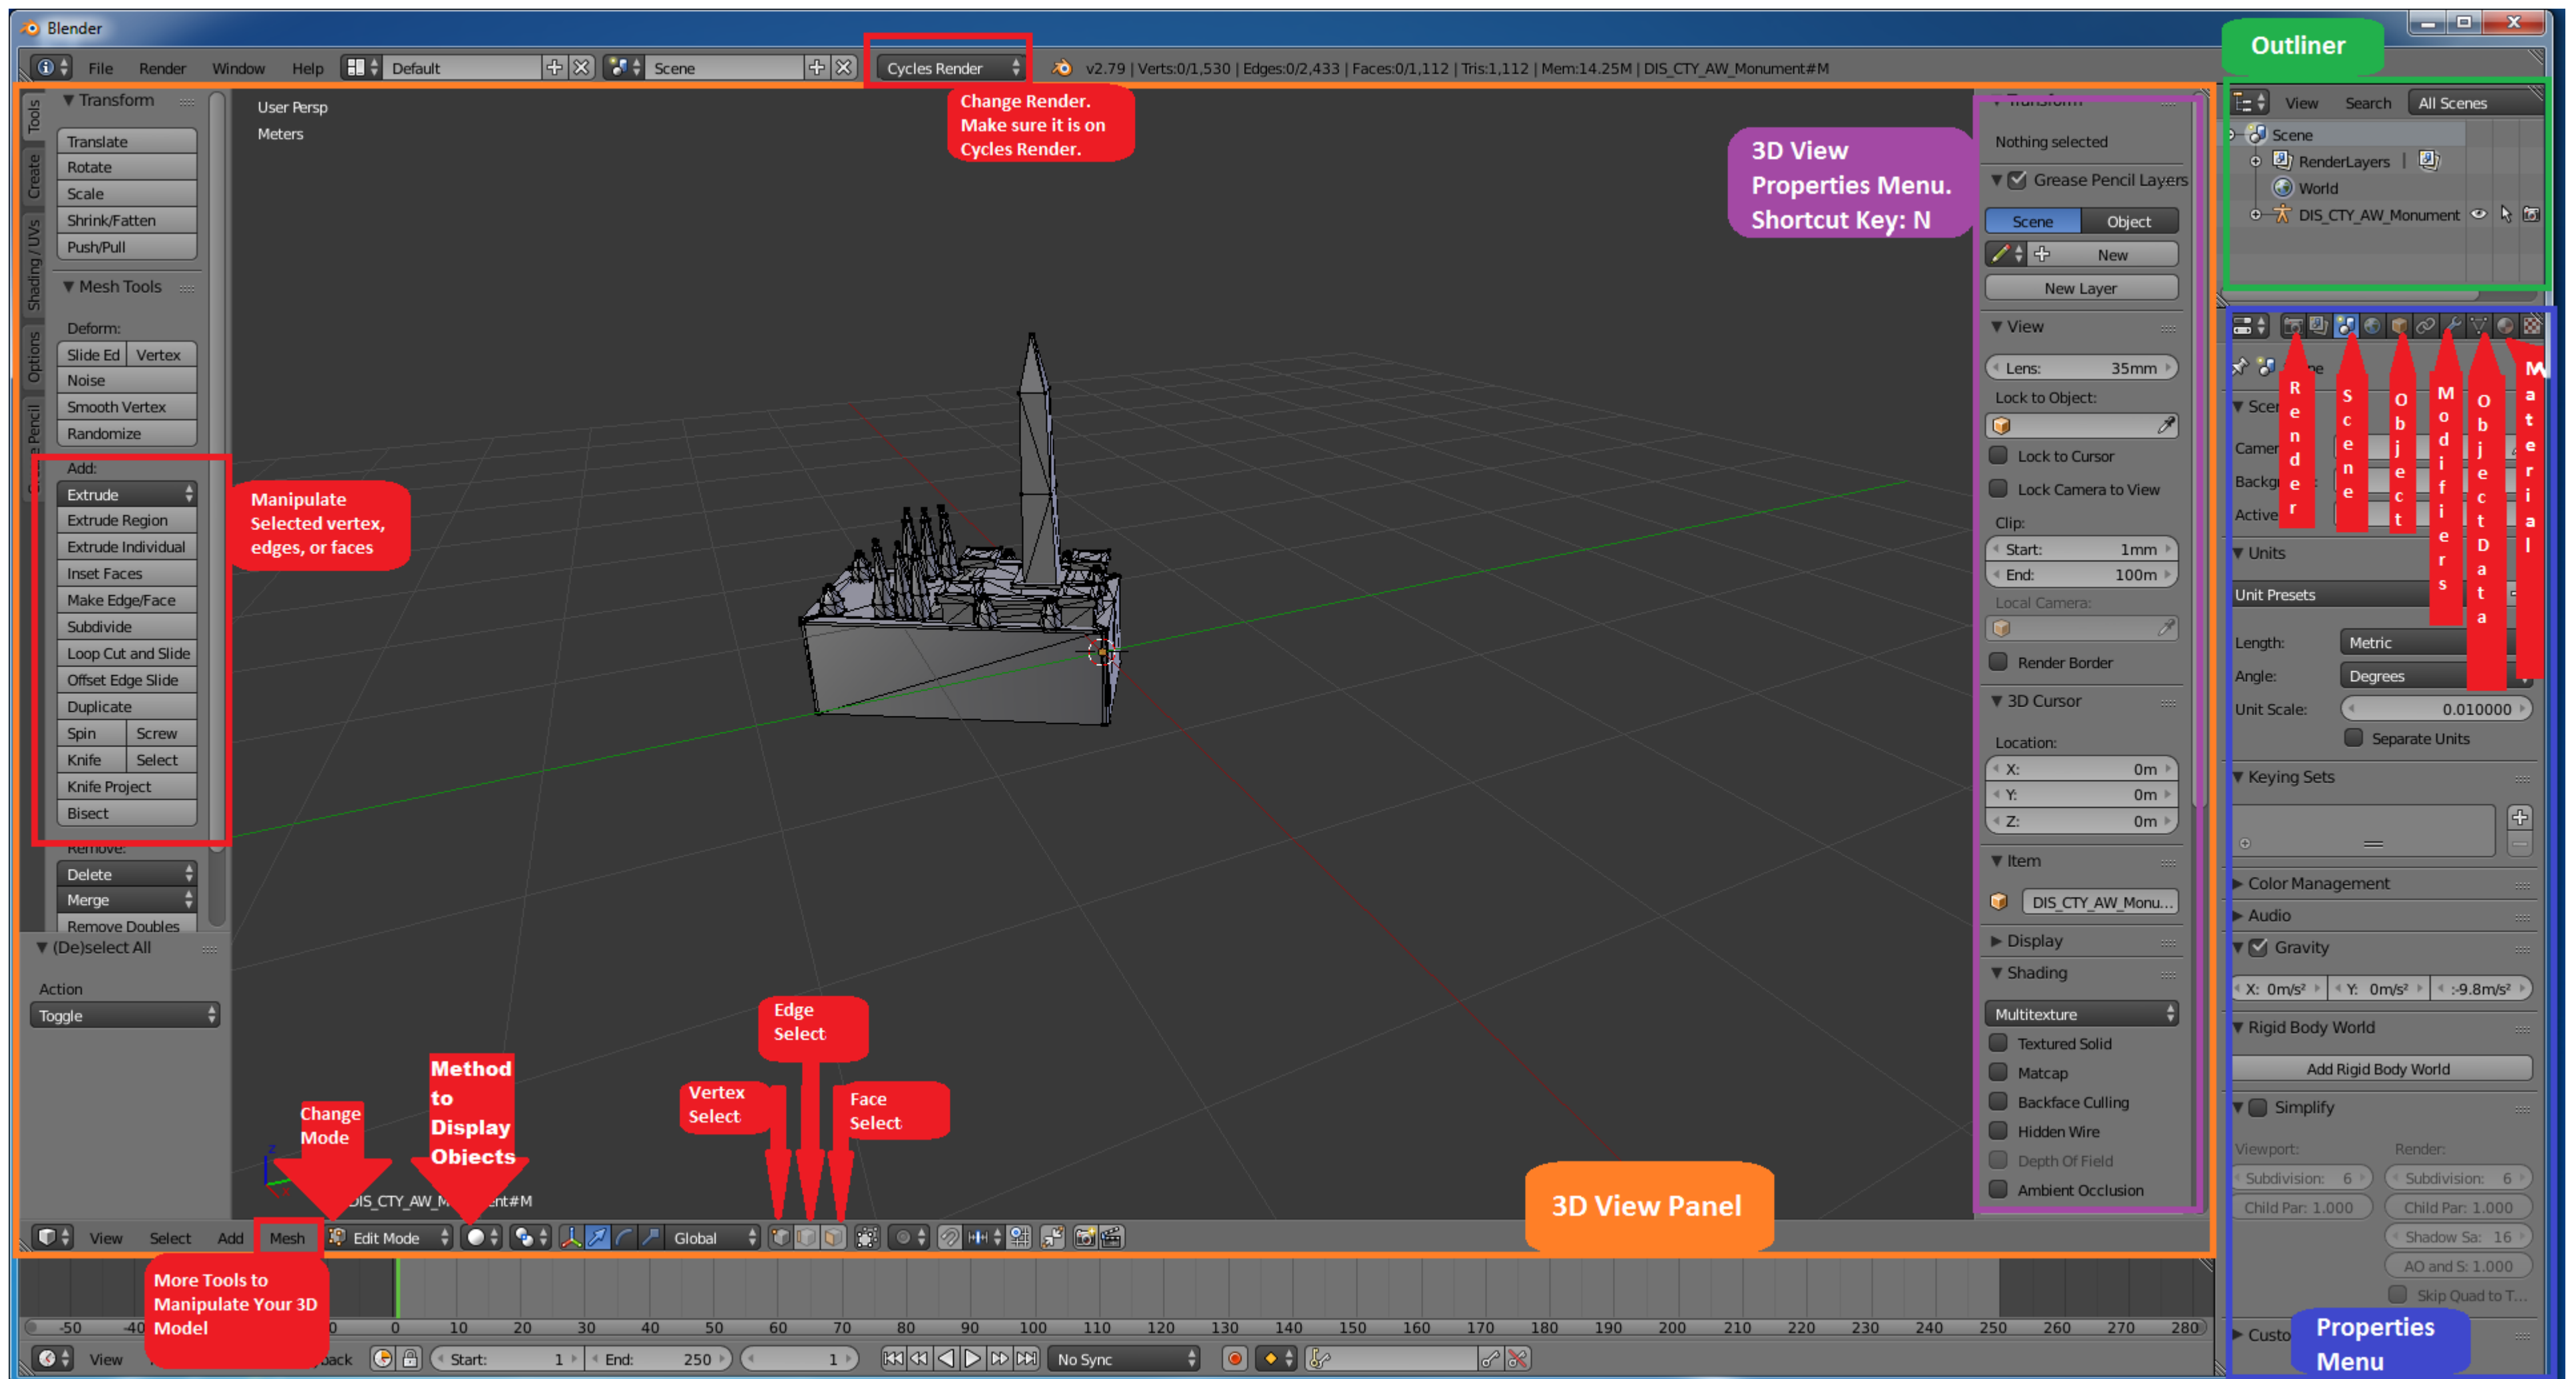 Blender
File Render Window Help Default Scene Cycles Render v2.79 | Verts:0/1,530 | Edges:0/2,433 | Faces:0/1,112 | Tris:1,112 | Mem:14.25M | DIS_CTY_AW_Monument#M
Change Render.
Make sure it is on
Cycles Render.
Outliner
Tools
Create
Shading / UVs
Options
Pencil
Transform
Translate
Rotate
Scale
Shrink/Fatten
Push/Pull
Mesh Tools
Deform:
Slide Ed Vertex
Noise
Smooth Vertex
Randomize
Add:
Extrude
Extrude Region
Extrude Individual
Inset Faces
Make Edge/Face
Subdivide
Loop Cut and Slide
Offset Edge Slide
Duplicate
Spin Screw
Knife Select
Knife Project
Bisect
Remove:
Delete
Merge
Remove Doubles
(De)select All
Action
Toggle
User Persp
Meters
Manipulate
Selected vertex,
edges, or faces
3D View
Properties Menu.
Shortcut Key: N
Change
Mode
Method
to
Display
Objects
Edge
Select
Vertex
Select
Face
Select
3D View Panel
View Select Add Mesh Edit Mode Global
More Tools to
Manipulate Your 3D
Model
Transform
Nothing selected
Grease Pencil Layers
Scene Object
New
New Layer
View
Lens: 35mm
Lock to Object:
Lock to Cursor
Lock Camera to View
Clip:
Start: 1mm
End: 100m
Local Camera:
Render Border
3D Cursor
Location:
X: 0m
Y: 0m
Z: 0m
Item
DIS_CTY_AW_Monu...
Display
Shading
Multitexture
Textured Solid
Matcap
Backface Culling
Hidden Wire
Depth Of Field
Ambient Occlusion
View Search All Scenes
Scene
RenderLayers |
World
DIS_CTY_AW_Monument
Render
Scene
Object
Modifiers
Object Data
Material
Units
Unit Presets
Length: Metric
Angle: Degrees
Unit Scale: 0.010000
Separate Units
Keying Sets
Color Management
Audio
Gravity
X: 0m/s² Y: 0m/s² :-9.8m/s²
Rigid Body World
Add Rigid Body World
Simplify
Viewport: Render:
Subdivision: 6 Subdivision: 6
Child Par: 1.000 Child Par: 1.000
Shadow Sa: 16
AO and S: 1.000
Skip Quad to T...
Properties
Menu
-50 0 10 20 30 40 50 60 70 80 90 100 110 120 130 140 150 160 170 180 190 200 210 220 230 240 250 260 270 280
View Start: 1 End: 250 1 No Sync